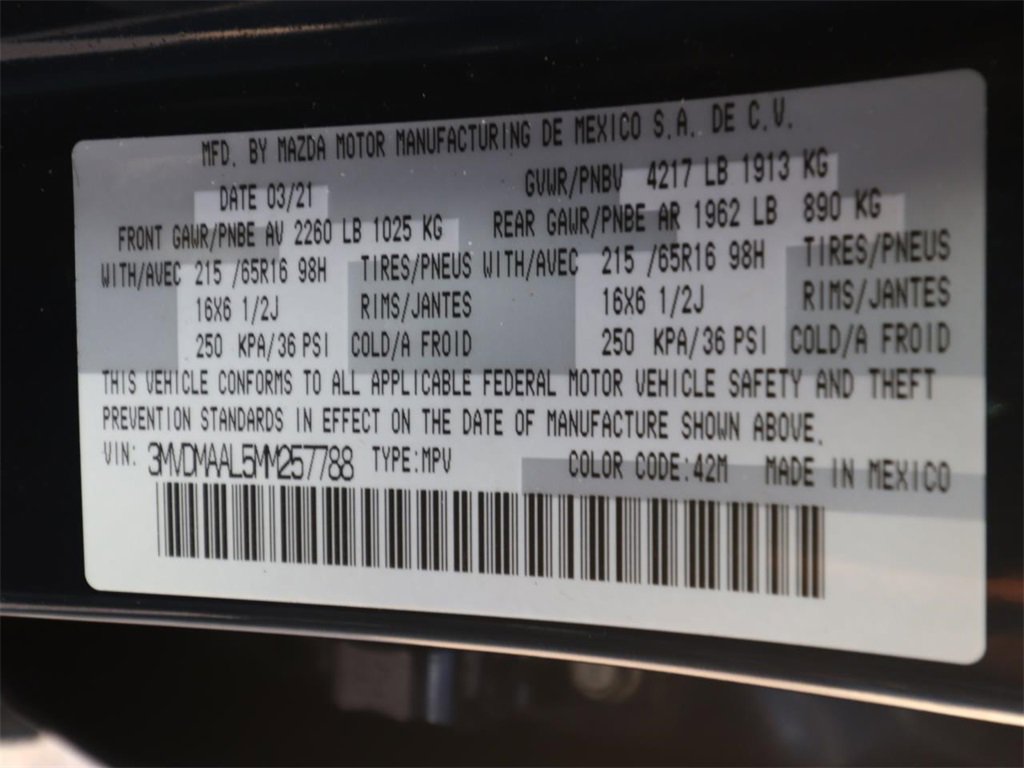 MFD. BY MAZDA MOTOR MANUFACTURING DE MEXICO S.A. DE C.V.
DATE 03/21 GVWR/PNBV 4217 LB 1913 KG
FRONT GAWR/PNBE AV 2260 LB 1025 KG REAR GAWR/PNBE AR 1962 LB 890 KG
WITH/AVEC 215 /65R16 98H TIRES/PNEUS WITH/AVEC 215 /65R16 98H TIRES/PNEUS
16X6 1/2J RIMS/JANTES 16X6 1/2J RIMS/JANTES
250 KPA/36 PSI COLD/A FROID 250 KPA/36 PSI COLD/A FROID
THIS VEHICLE CONFORMS TO ALL APPLICABLE FEDERAL MOTOR VEHICLE SAFETY AND THEFT
PREVENTION STANDARDS IN EFFECT ON THE DATE OF MANUFACTURE SHOWN ABOVE.
VIN: 3MVDMAAL5MM257788 TYPE:MPV COLOR CODE:42M MADE IN MEXICO